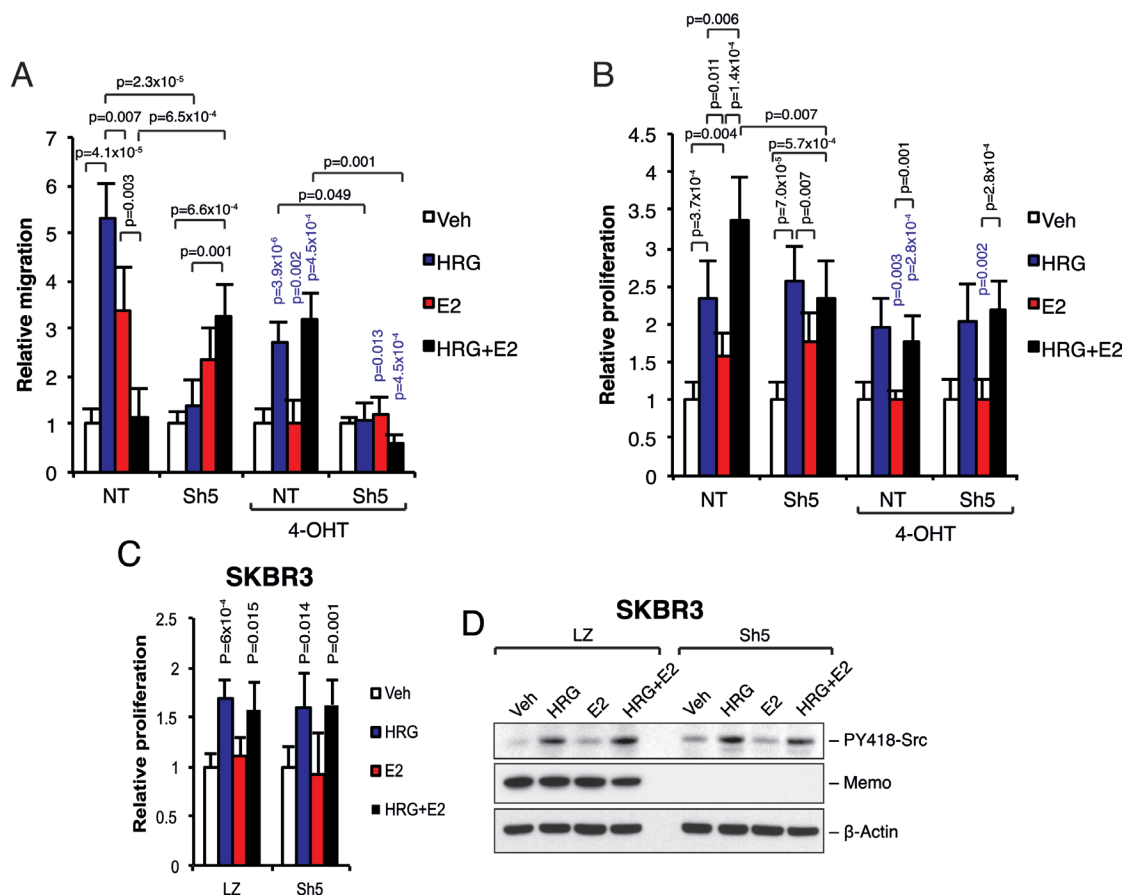 A
p=2.3x10-5
p=0.007
p=6.5x10-4
p=4.1x10-5
p=0.003
p=6.6x10-4
p=0.001
p=0.001
p=0.049
p=3.9x10-6
p=0.002
p=4.5x10-4
p=0.013
p=4.5x10-4
Relative migration
7
6
5
4
3
2
1
0
NT
Sh5
NT
Sh5
4-OHT
Veh
HRG
E2
HRG+E2
B
p=0.006
p=0.011
p=1.4x10-4
p=0.007
p=0.004
p=5.7x10-4
p=3.7x10-4
p=7.0x10-5
p=0.007
p=0.001
p=2.8x10-4
p=0.003
p=2.8x10-4
p=0.002
Relative proliferation
4.5
4
3.5
3
2.5
2
1.5
1
0.5
0
NT
Sh5
NT
Sh5
4-OHT
Veh
HRG
E2
HRG+E2
C
SKBR3
P=6x10-4
P=0.015
P=0.014
P=0.001
Relative proliferation
2.5
2
1.5
1
0.5
0
LZ
Sh5
Veh
HRG
E2
HRG+E2
D
SKBR3
LZ
Sh5
Veh
HRG
E2
HRG+E2
Veh
HRG
E2
HRG+E2
– PY418-Src
– Memo
– β-Actin